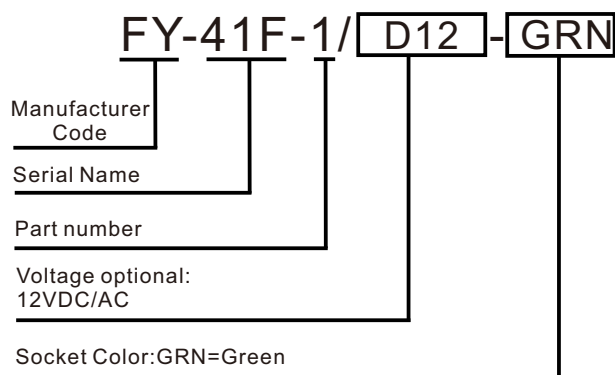 FY-41F-1/ D12 -GRN
Manufacturer
Code
Serial Name
Part number
Voltage optional:
12VDC/AC
Socket Color:GRN=Green